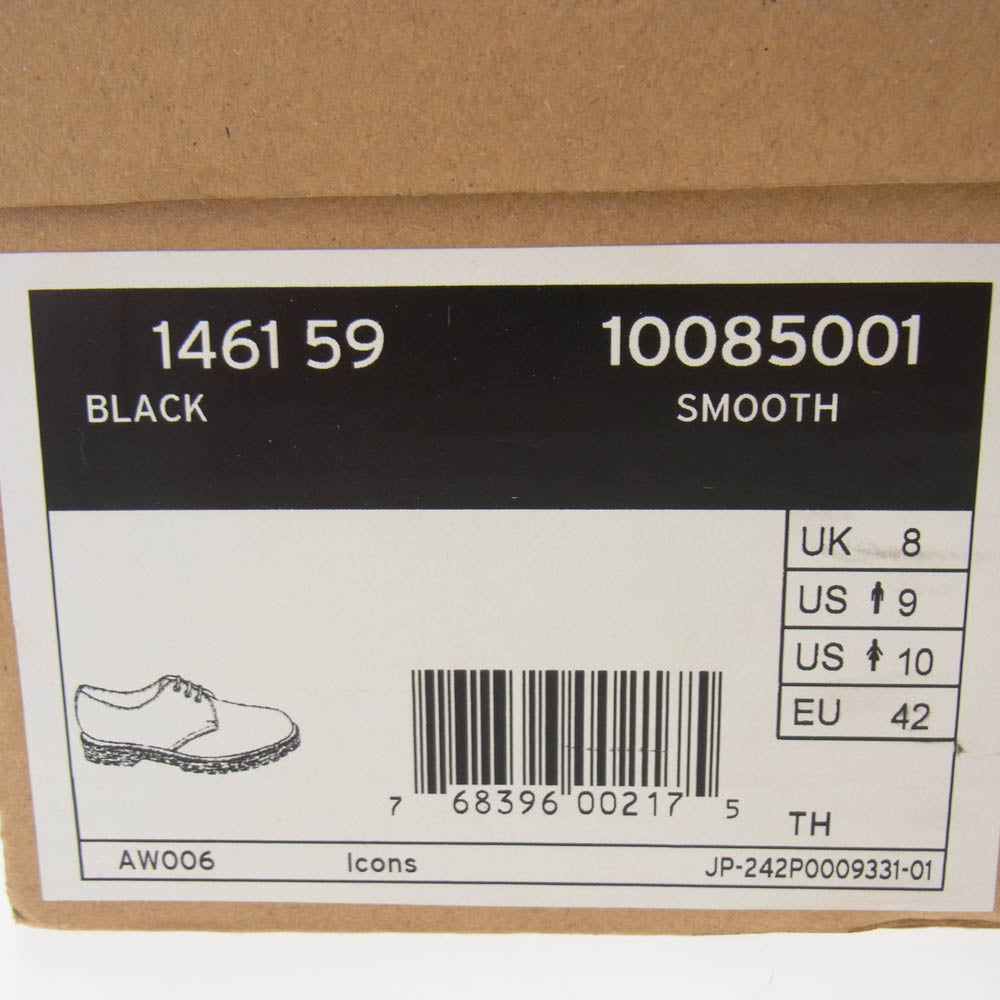 1461 59 10085001
BLACK SMOOTH
UK 8
US 9
US 10
EU 42
7 68396 00217 5
TH
AW006 Icons JP-242P0009331-01